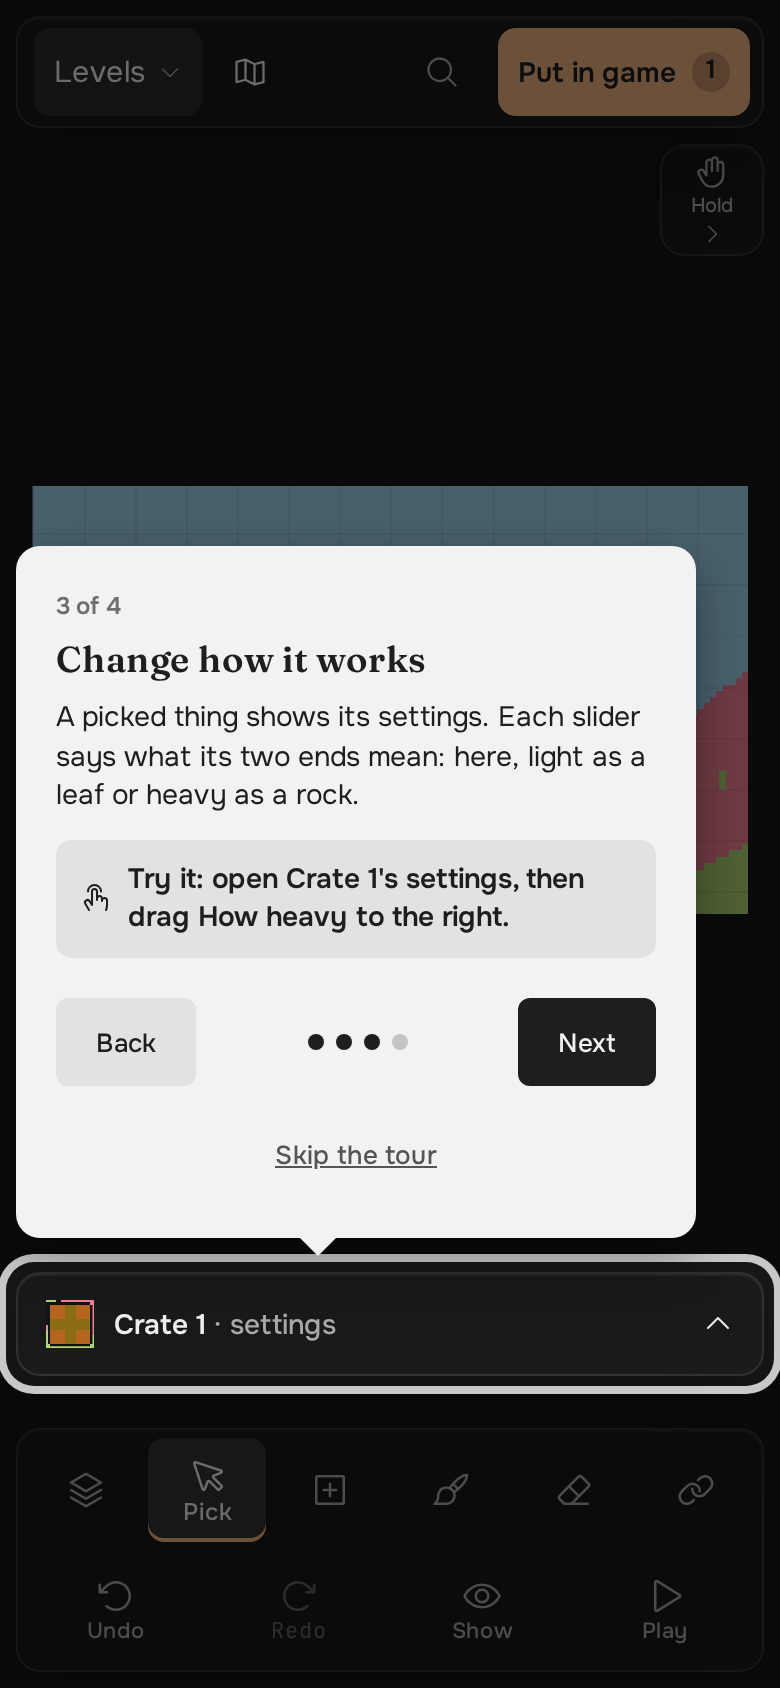 Levels
Put in game 1
Hold
3 of 4
Change how it works
A picked thing shows its settings. Each slider
says what its two ends mean: here, light as a
leaf or heavy as a rock.
Try it: open Crate 1's settings, then
drag How heavy to the right.
Back
Next
Skip the tour
Crate 1 · settings
Pick
Undo
Redo
Show
Play